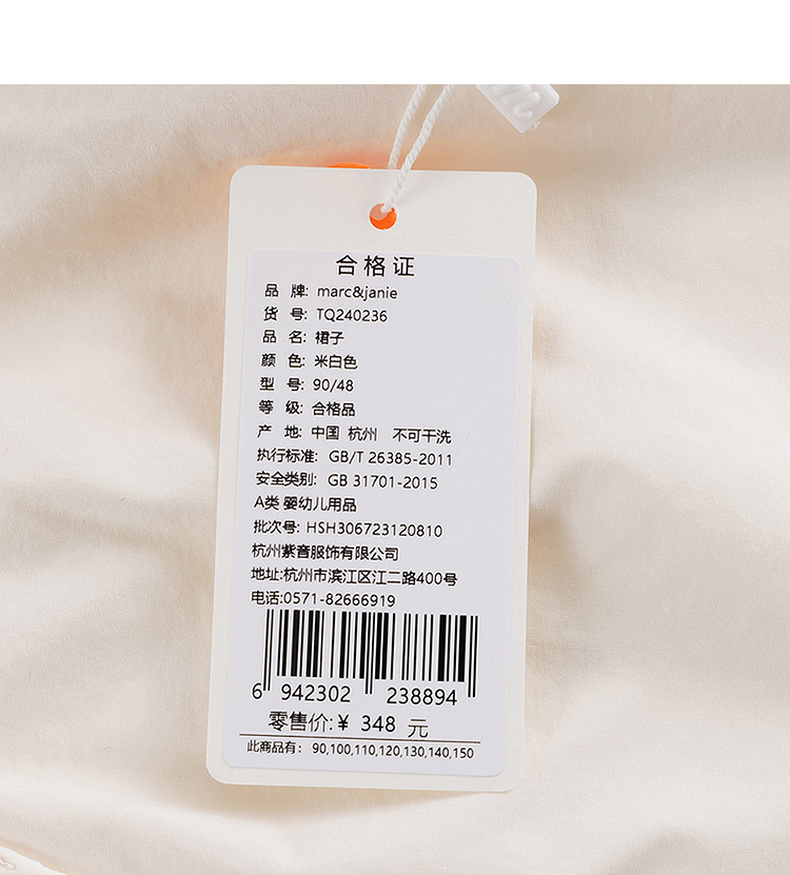 合格证
品 牌: marc&janie
货 号: TQ240236
品 名: 裙子
颜 色: 米白色
型 号: 90/48
等 级: 合格品
产 地: 中国 杭州 不可干洗
执行标准: GB/T 26385-2011
安全类别: GB 31701-2015
A类 婴幼儿用品
批次号: HSH306723120810
杭州紫音服饰有限公司
地址:杭州市滨江区江二路400号
电话:0571-82666919
6 942302 238894
零售价:¥ 348 元
此商品有: 90,100,110,120,130,140,150